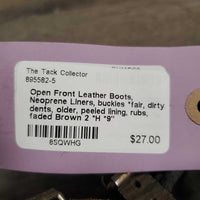 The Tack Collector
895582-5
Open Front Leather Boots,
Neoprene Liners, buckles *fair, dirty
dents, older, peeled lining, rubs,
faded Brown 2 *H *9"
$27.00
8SQWHG